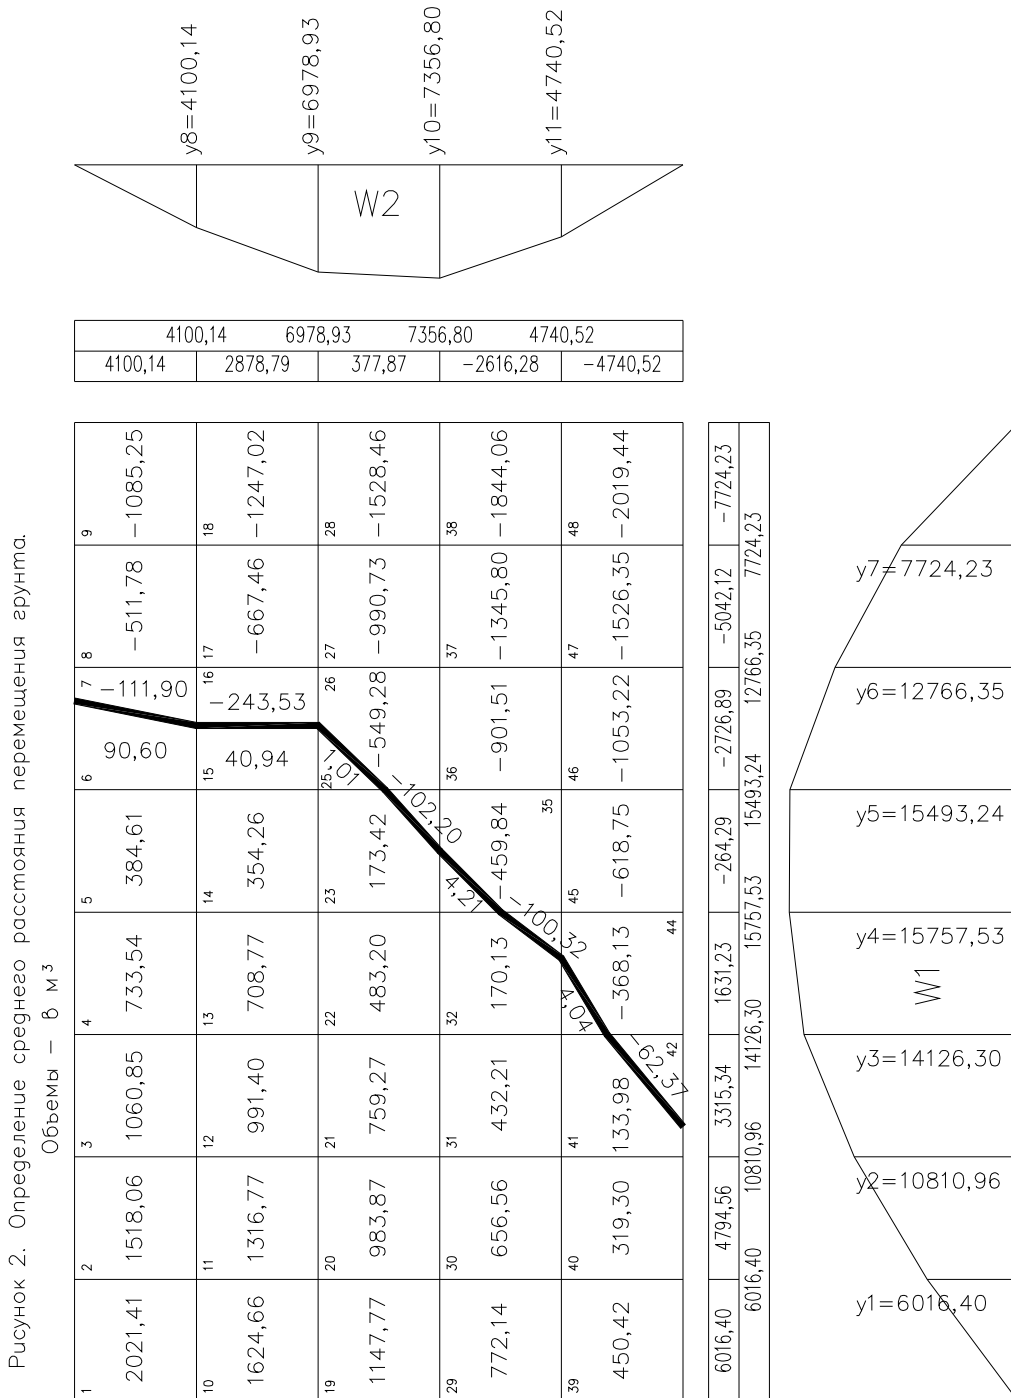 Рисунок 2. Определение среднего расстояния перемещения грунта.
Объемы – в м³
y8=4100,14
y9=6978,93
y10=7356,80
y11=4740,52
W2
4100,14 6978,93 7356,80 4740,52
4100,14 2878,79 377,87 -2616,28 -4740,52
1 2021,41
2 1518,06
3 1060,85
4 733,54
5 384,61
6 90,60
7 -111,90
8 -511,78
9 -1085,25
10 1624,66
11 1316,77
12 991,40
13 708,77
14 354,26
15 40,94
16 -243,53
17 -667,46
18 -1247,02
19 1147,77
20 983,87
21 759,27
22 483,20
23 173,42
-102,20
25 1,01
26 -549,28
27 -990,73
28 -1528,46
29 772,14
30 656,56
31 432,21
32 170,13
-100,32
4,21
35 -459,84
36 -901,51
37 -1345,80
38 -1844,06
39 450,42
40 319,30
41 133,98
42 -62,37
4,04
44 -368,13
45 -618,75
46 -1053,22
47 -1526,35
48 -2019,44
6016,40 4794,56 3315,34 1631,23 -264,29 -2726,89 -5042,12 -7724,23
6016,40 10810,96 14126,30 15757,53 15493,24 12766,35 7724,23
y1=6016,40
y2=10810,96
y3=14126,30
y4=15757,53
y5=15493,24
y6=12766,35
y7=7724,23
W1